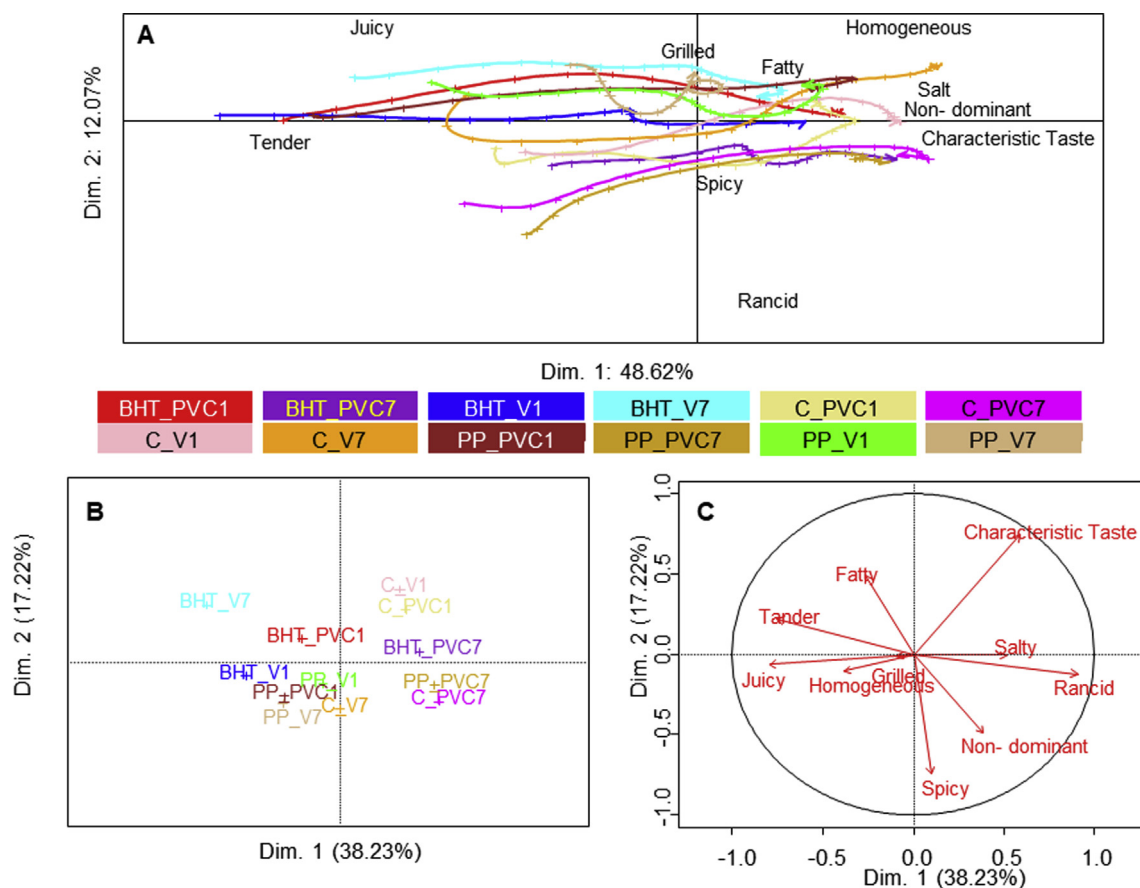 A
Juicy
Homogeneous
Grilled
Fatty
Salt
Non- dominant
Tender
Characteristic Taste
Spicy
Rancid
Dim. 2: 12.07%
Dim. 1: 48.62%
BHT_PVC1 BHT_PVC7 BHT_V1 BHT_V7 C_PVC1 C_PVC7
C_V1 C_V7 PP_PVC1 PP_PVC7 PP_V1 PP_V7
B
BHT_V7
C_V1
C_PVC1
BHT_PVC1
BHT_PVC7
BHT_V1
PP_V1
PP_PVC7
PP_PVC1
C_PVC7
PP_V7
C_V7
Dim. 2 (17.22%)
Dim. 1 (38.23%)
C
Characteristic Taste
Fatty
Tander
Salty
Juicy
Grilled
Homogeneous
Rancid
Non- dominant
Spicy
1.0
0.5
0.0
-0.5
-1.0
Dim. 2 (17.22%)
-1.0 -0.5 0.0 0.5 1.0
Dim. 1 (38.23%)